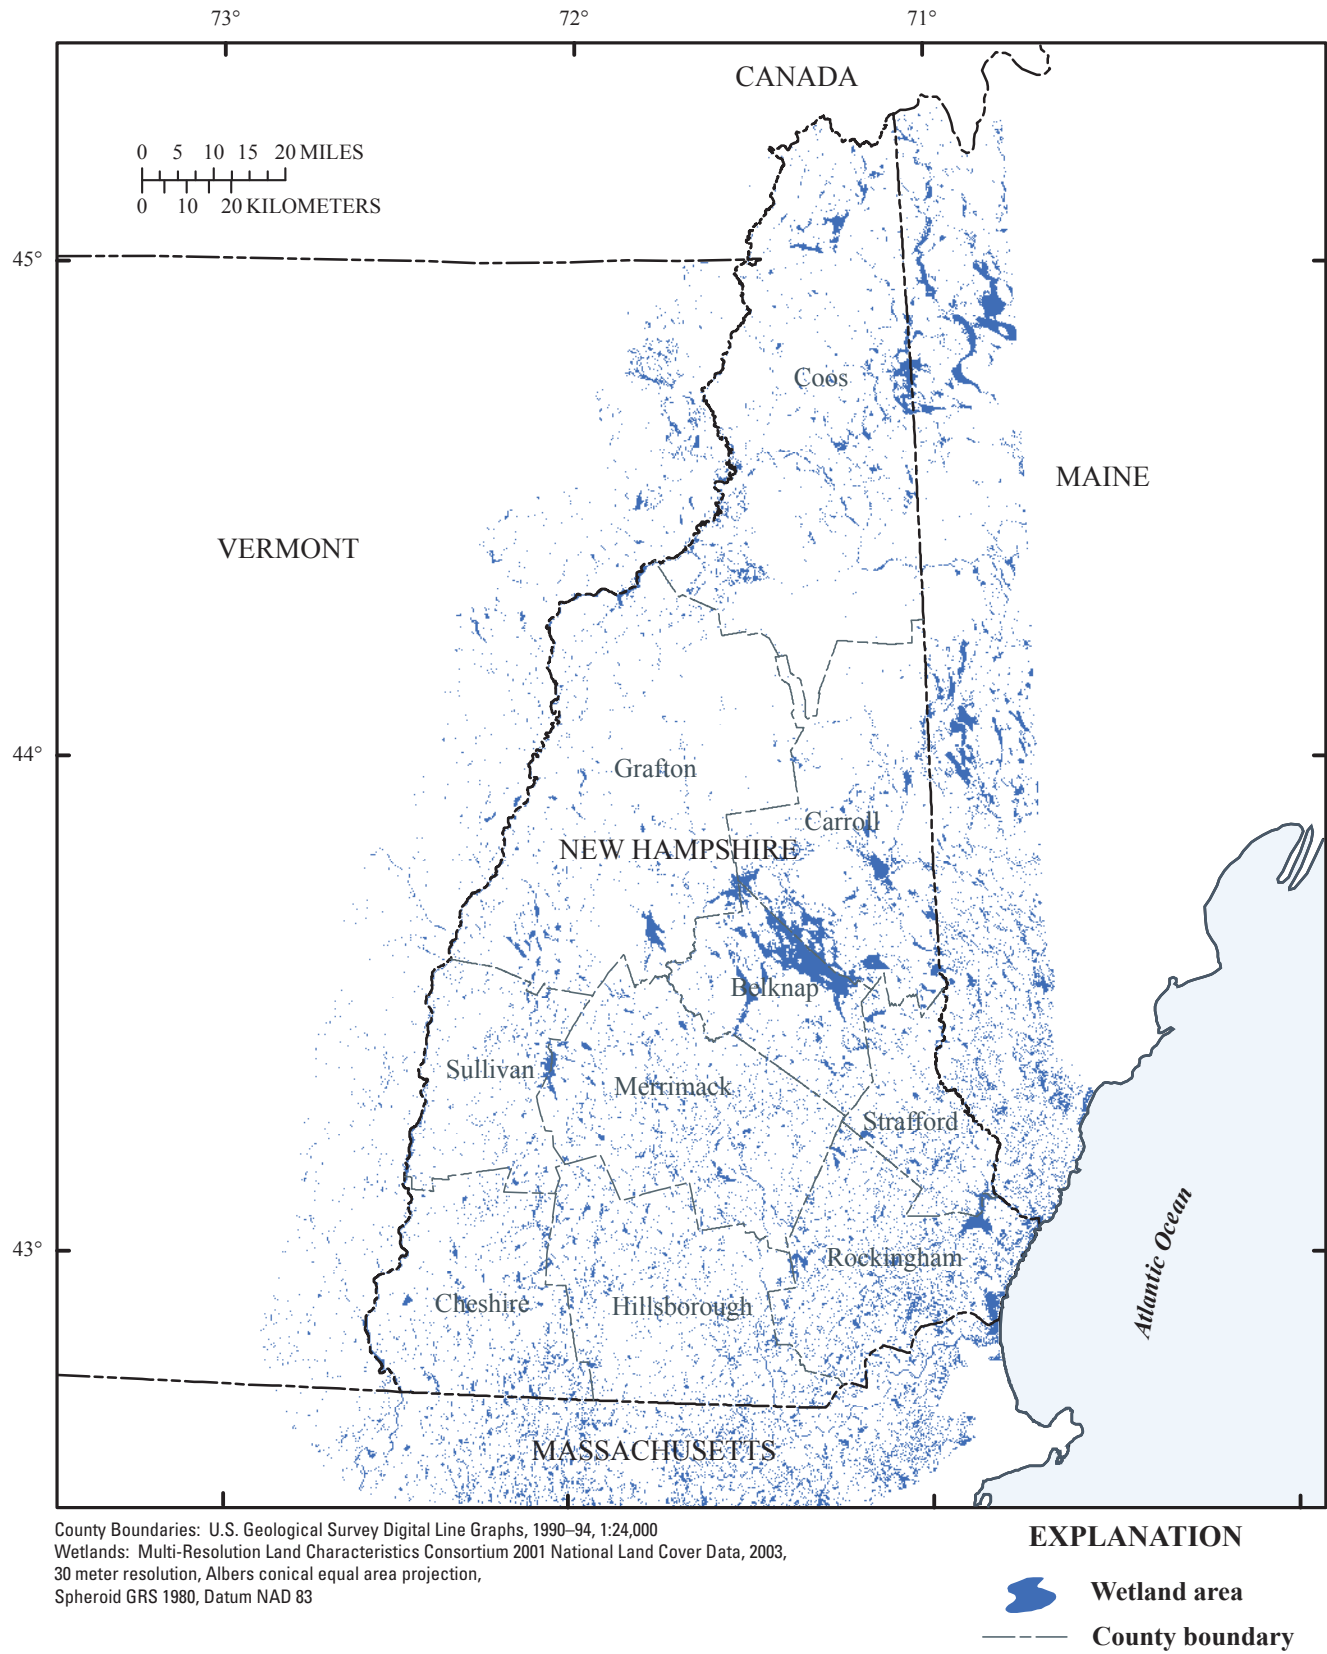 73° 72° 71°
CANADA
0 5 10 15 20 MILES
0 10 20 KILOMETERS
45°
Coos
MAINE
VERMONT
44°
Grafton
Carroll
NEW HAMPSHIRE
Belknap
Sullivan
Merrimack
Strafford
Atlantic Ocean
43°
Rockingham
Cheshire
Hillsborough
MASSACHUSETTS
County Boundaries: U.S. Geological Survey Digital Line Graphs, 1990–94, 1:24,000
Wetlands: Multi-Resolution Land Characteristics Consortium 2001 National Land Cover Data, 2003,
30 meter resolution, Albers conical equal area projection,
Spheroid GRS 1980, Datum NAD 83
EXPLANATION
Wetland area
County boundary